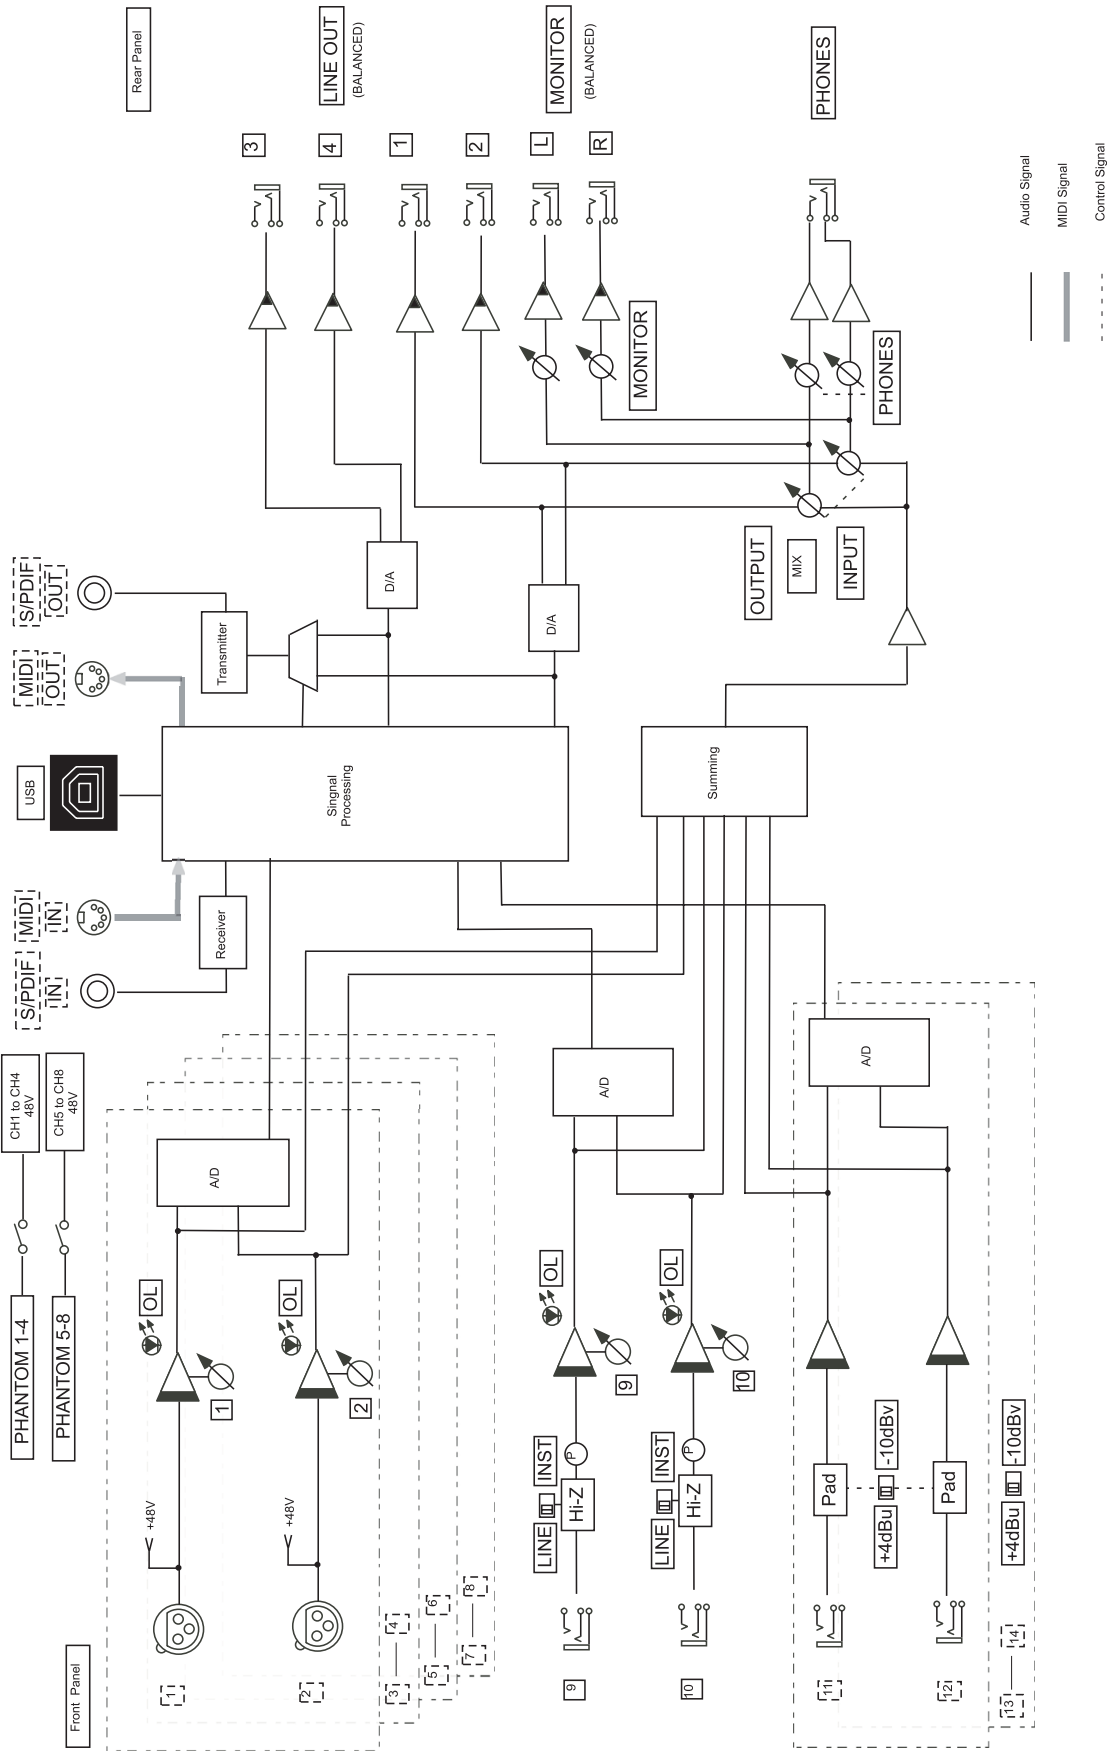 Front Panel
Rear Panel
PHANTOM 1-4
PHANTOM 5-8
CH1 to CH4
48V
CH5 to CH8
48V
S/PDIF
IN
MIDI
IN
USB
MIDI
OUT
S/PDIF
OUT
1
+48V
1
OL
2
+48V
2
OL
A/D
3
4
5
6
7
8
Receiver
Singnal
Processing
Transmitter
D/A
D/A
3
4
1
2
LINE OUT
(BALANCED)
L
R
MONITOR
(BALANCED)
MONITOR
PHONES
PHONES
OUTPUT
MIX
INPUT
Summing
9
LINE
INST
Hi-Z
P
9
OL
10
LINE
INST
Hi-Z
P
10
OL
A/D
11
Pad
12
Pad
+4dBu
-10dBv
A/D
13
14
+4dBu
-10dBv
Audio Signal
MIDI Signal
Control Signal